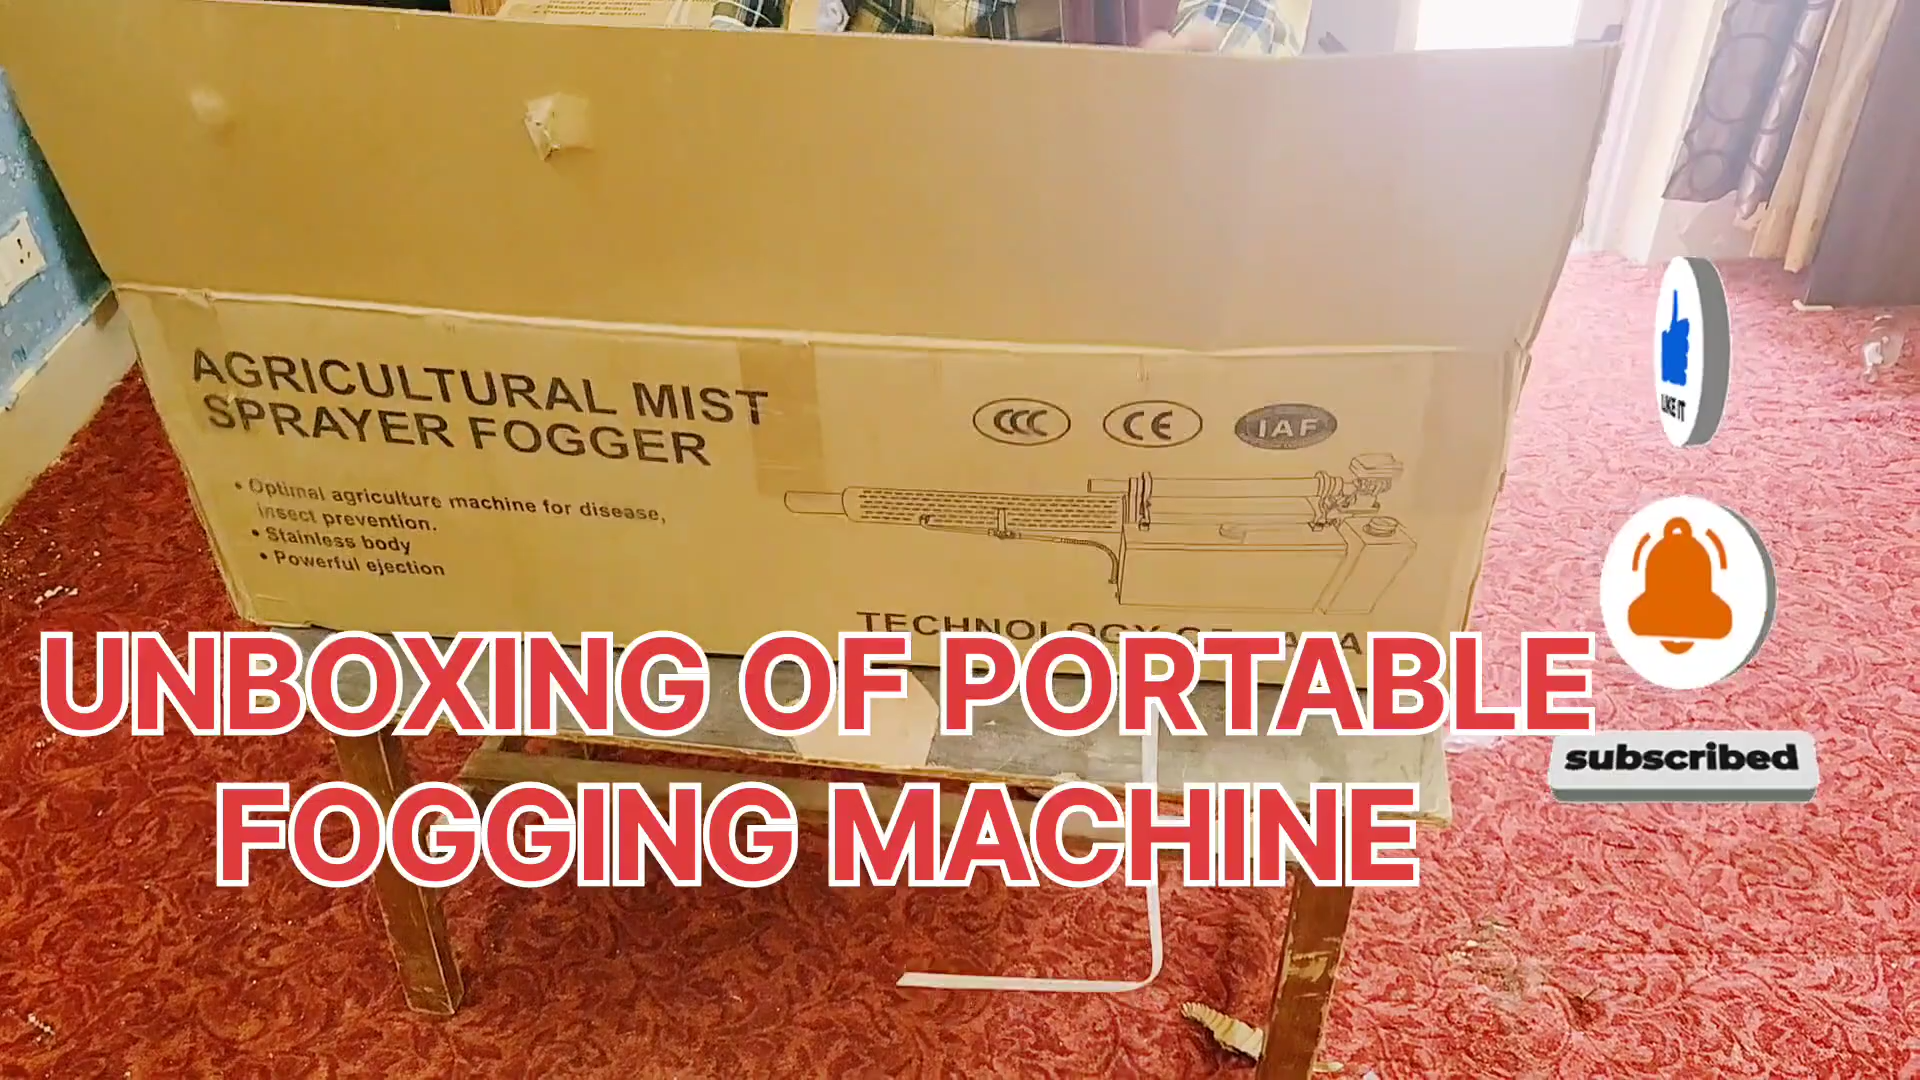 AGRICULTURAL MIST
SPRAYER FOGGER
• Optimal agriculture machine for disease,
insect prevention.
• Stainless body
• Powerful ejection
CCC CE IAF
TECHNOLOGY
UNBOXING OF PORTABLE
FOGGING MACHINE
LIKE IT
subscribed